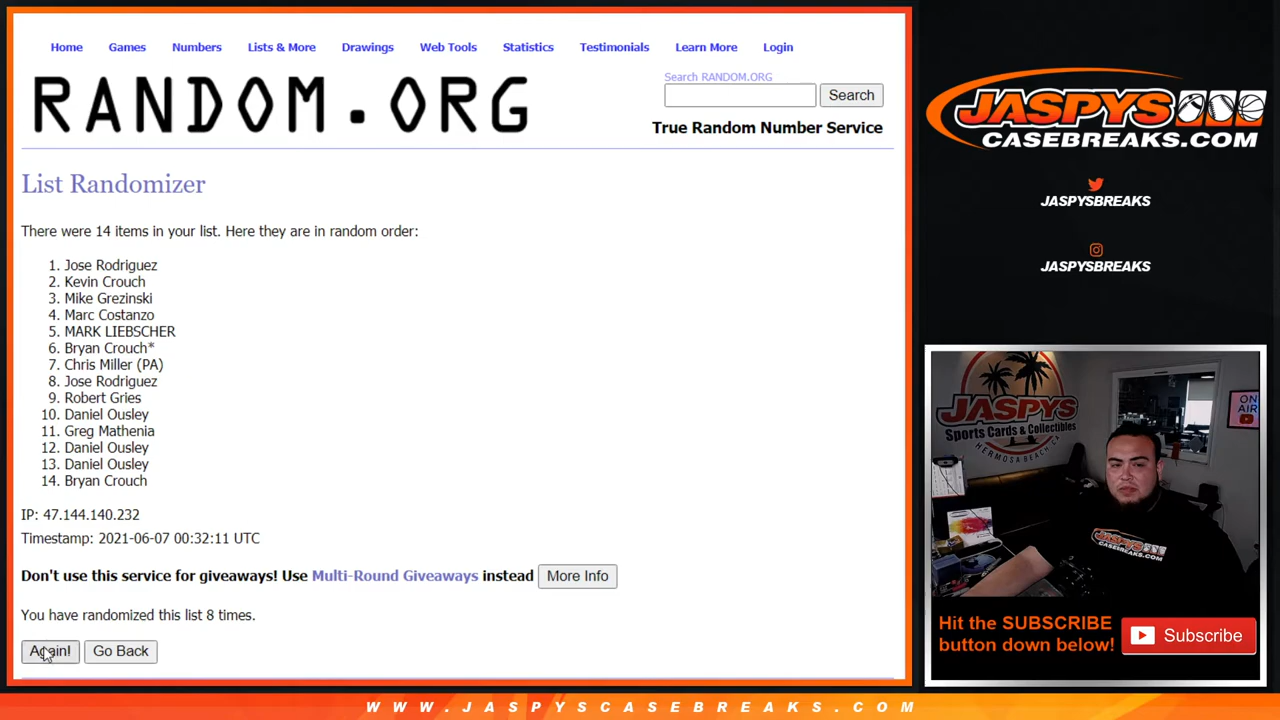 Home Games Numbers Lists & More Drawings Web Tools Statistics Testimonials Learn More Login
RANDOM.ORG
Search RANDOM.ORG
Search
True Random Number Service
List Randomizer
There were 14 items in your list. Here they are in random order:
1. Jose Rodriguez
2. Kevin Crouch
3. Mike Grezinski
4. Marc Costanzo
5. MARK LIEBSCHER
6. Bryan Crouch*
7. Chris Miller (PA)
8. Jose Rodriguez
9. Robert Gries
10. Daniel Ousley
11. Greg Mathenia
12. Daniel Ousley
13. Daniel Ousley
14. Bryan Crouch
IP: 47.144.140.232
Timestamp: 2021-06-07 00:32:11 UTC
Don't use this service for giveaways! Use Multi-Round Giveaways instead More Info
You have randomized this list 8 times.
Again! Go Back
JASPYS
CASEBREAKS.COM
JASPYSBREAKS
JASPYSBREAKS
JASPYS
Sports Cards & Collectibles
HERMOSA BEACH CA
ON
AIR
JASPYS
CASEBREAKS.COM
Hit the SUBSCRIBE
button down below!
Subscribe
WWW.JASPYSCASEBREAKS.COM